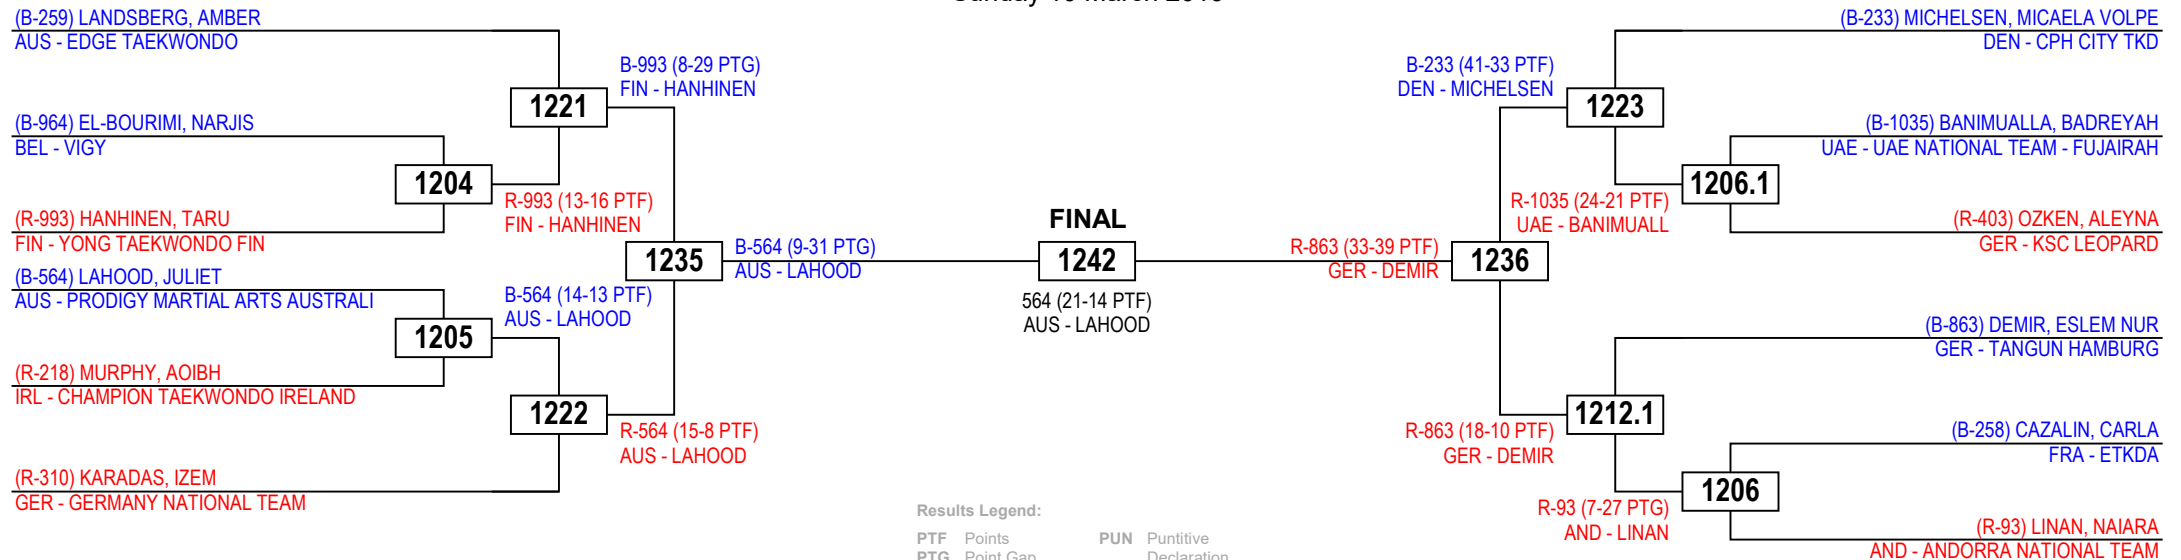 (B-259) LANDSBERG, AMBER
AUS - EDGE TAEKWONDO
(B-964) EL-BOURIMI, NARJIS
BEL - VIGY
(R-993) HANHINEN, TARU
FIN - YONG TAEKWONDO FIN
(B-564) LAHOOD, JULIET
AUS - PRODIGY MARTIAL ARTS AUSTRALI
(R-218) MURPHY, AOIBH
IRL - CHAMPION TAEKWONDO IRELAND
(R-310) KARADAS, IZEM
GER - GERMANY NATIONAL TEAM
1204
1205
R-993 (13-16 PTF)
FIN - HANHINEN
B-564 (14-13 PTF)
AUS - LAHOOD
1221
1222
B-993 (8-29 PTG)
FIN - HANHINEN
R-564 (15-8 PTF)
AUS - LAHOOD
1235
B-564 (9-31 PTG)
AUS - LAHOOD
FINAL
1242
564 (21-14 PTF)
AUS - LAHOOD
R-863 (33-39 PTF)
GER - DEMIR
1236
B-233 (41-33 PTF)
DEN - MICHELSEN
R-863 (18-10 PTF)
GER - DEMIR
1223
1212.1
R-1035 (24-21 PTF)
UAE - BANIMUALL
R-93 (7-27 PTG)
AND - LINAN
1206.1
1206
(B-233) MICHELSEN, MICAELA VOLPE
DEN - CPH CITY TKD
(B-1035) BANIMUALLA, BADREYAH
UAE - UAE NATIONAL TEAM - FUJAIRAH
(R-403) OZKEN, ALEYNA
GER - KSC LEOPARD
(B-863) DEMIR, ESLEM NUR
GER - TANGUN HAMBURG
(B-258) CAZALIN, CARLA
FRA - ETKDA
(R-93) LINAN, NAIARA
AND - ANDORRA NATIONAL TEAM
Results Legend:
PTF Points
PUN Puntitive
PTG Point Gap
Declaration